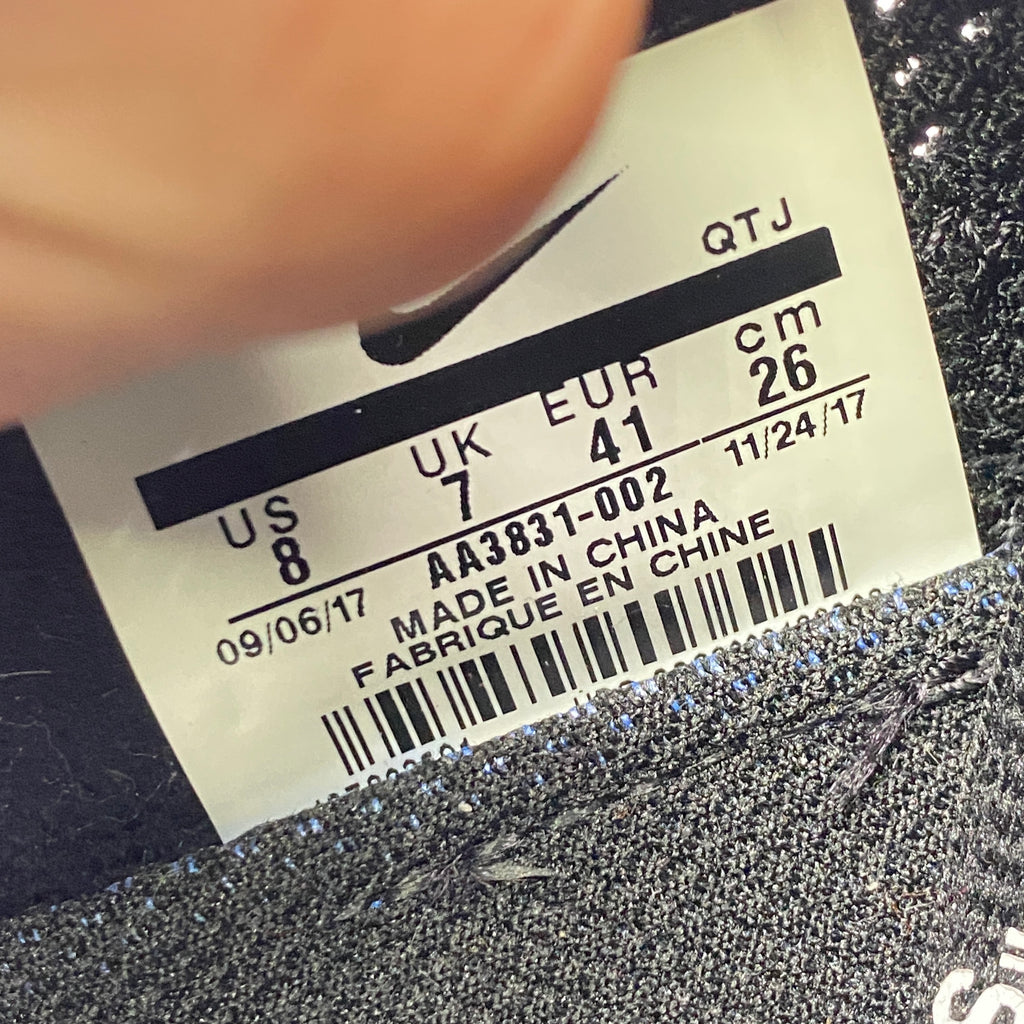 QTJ
US UK EUR cm
8 7 41 26
09/06/17 AA3831-002 11/24/17
MADE IN CHINA
FABRIQUE EN CHINE